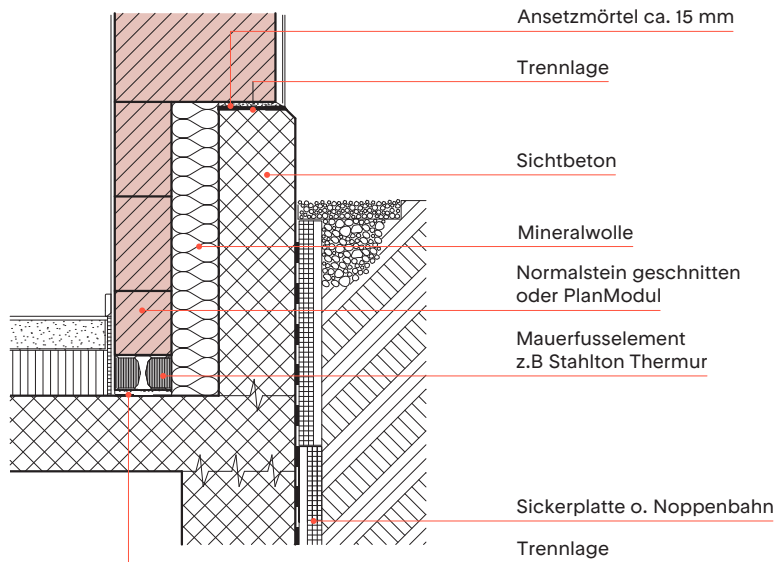 Ansetzmörtel ca. 15 mm
Trennlage
Sichtbeton
Mineralwolle
Normalstein geschnitten
oder PlanModul
Mauerfusselement
z.B Stahlton Thermur
Sickerplatte o. Noppenbahn
Trennlage